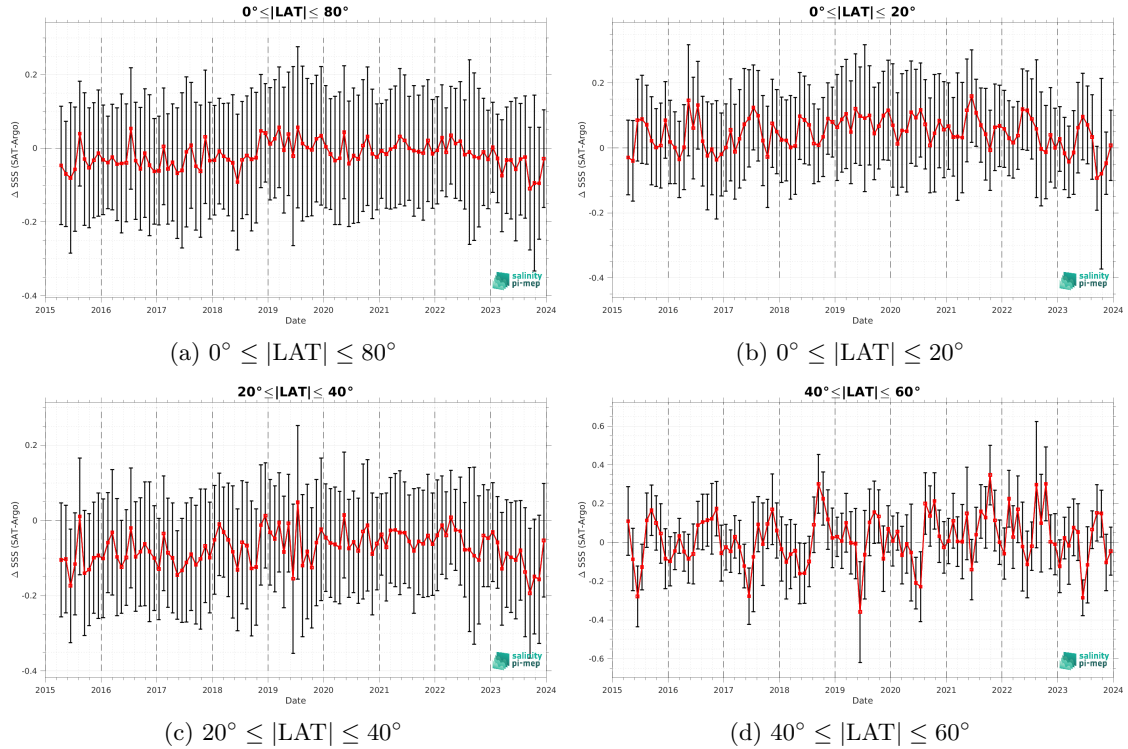 0°≤|LAT|≤ 80°
Δ SSS (SAT-Argo)
0.2
0
-0.2
-0.4
2015 2016 2017 2018 2019 2020 2021 2022 2023 2024
Date
salinity
pi-mep
(a) 0° ≤ |LAT| ≤ 80°
0°≤|LAT|≤ 20°
Δ SSS (SAT-Argo)
0.2
0
-0.2
-0.4
2015 2016 2017 2018 2019 2020 2021 2022 2023 2024
Date
salinity
pi-mep
(b) 0° ≤ |LAT| ≤ 20°
20°≤|LAT|≤ 40°
Δ SSS (SAT-Argo)
0.2
0
-0.2
-0.4
2015 2016 2017 2018 2019 2020 2021 2022 2023 2024
Date
salinity
pi-mep
(c) 20° ≤ |LAT| ≤ 40°
40°≤|LAT|≤ 60°
Δ SSS (SAT-Argo)
0.6
0.4
0.2
0
-0.2
-0.4
-0.6
2015 2016 2017 2018 2019 2020 2021 2022 2023 2024
Date
salinity
pi-mep
(d) 40° ≤ |LAT| ≤ 60°